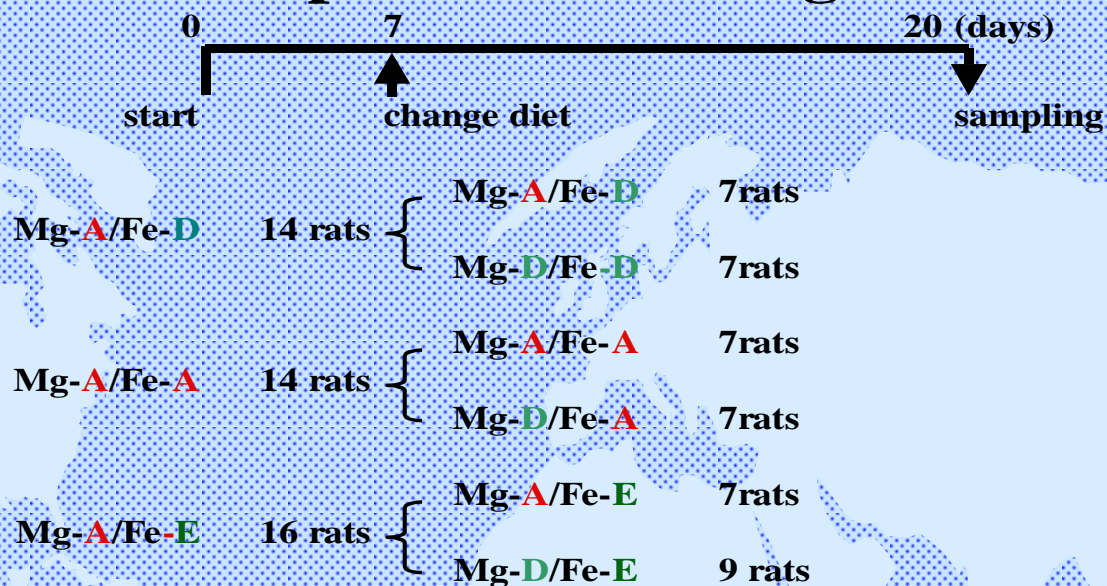 0 7 20 (days)
start change diet sampling
Mg-A/Fe-D 7rats
Mg-A/Fe-D 14 rats
Mg-D/Fe-D 7rats
Mg-A/Fe-A 7rats
Mg-A/Fe-A 14 rats
Mg-D/Fe-A 7rats
Mg-A/Fe-E 7rats
Mg-A/Fe-E 16 rats
Mg-D/Fe-E 9 rats